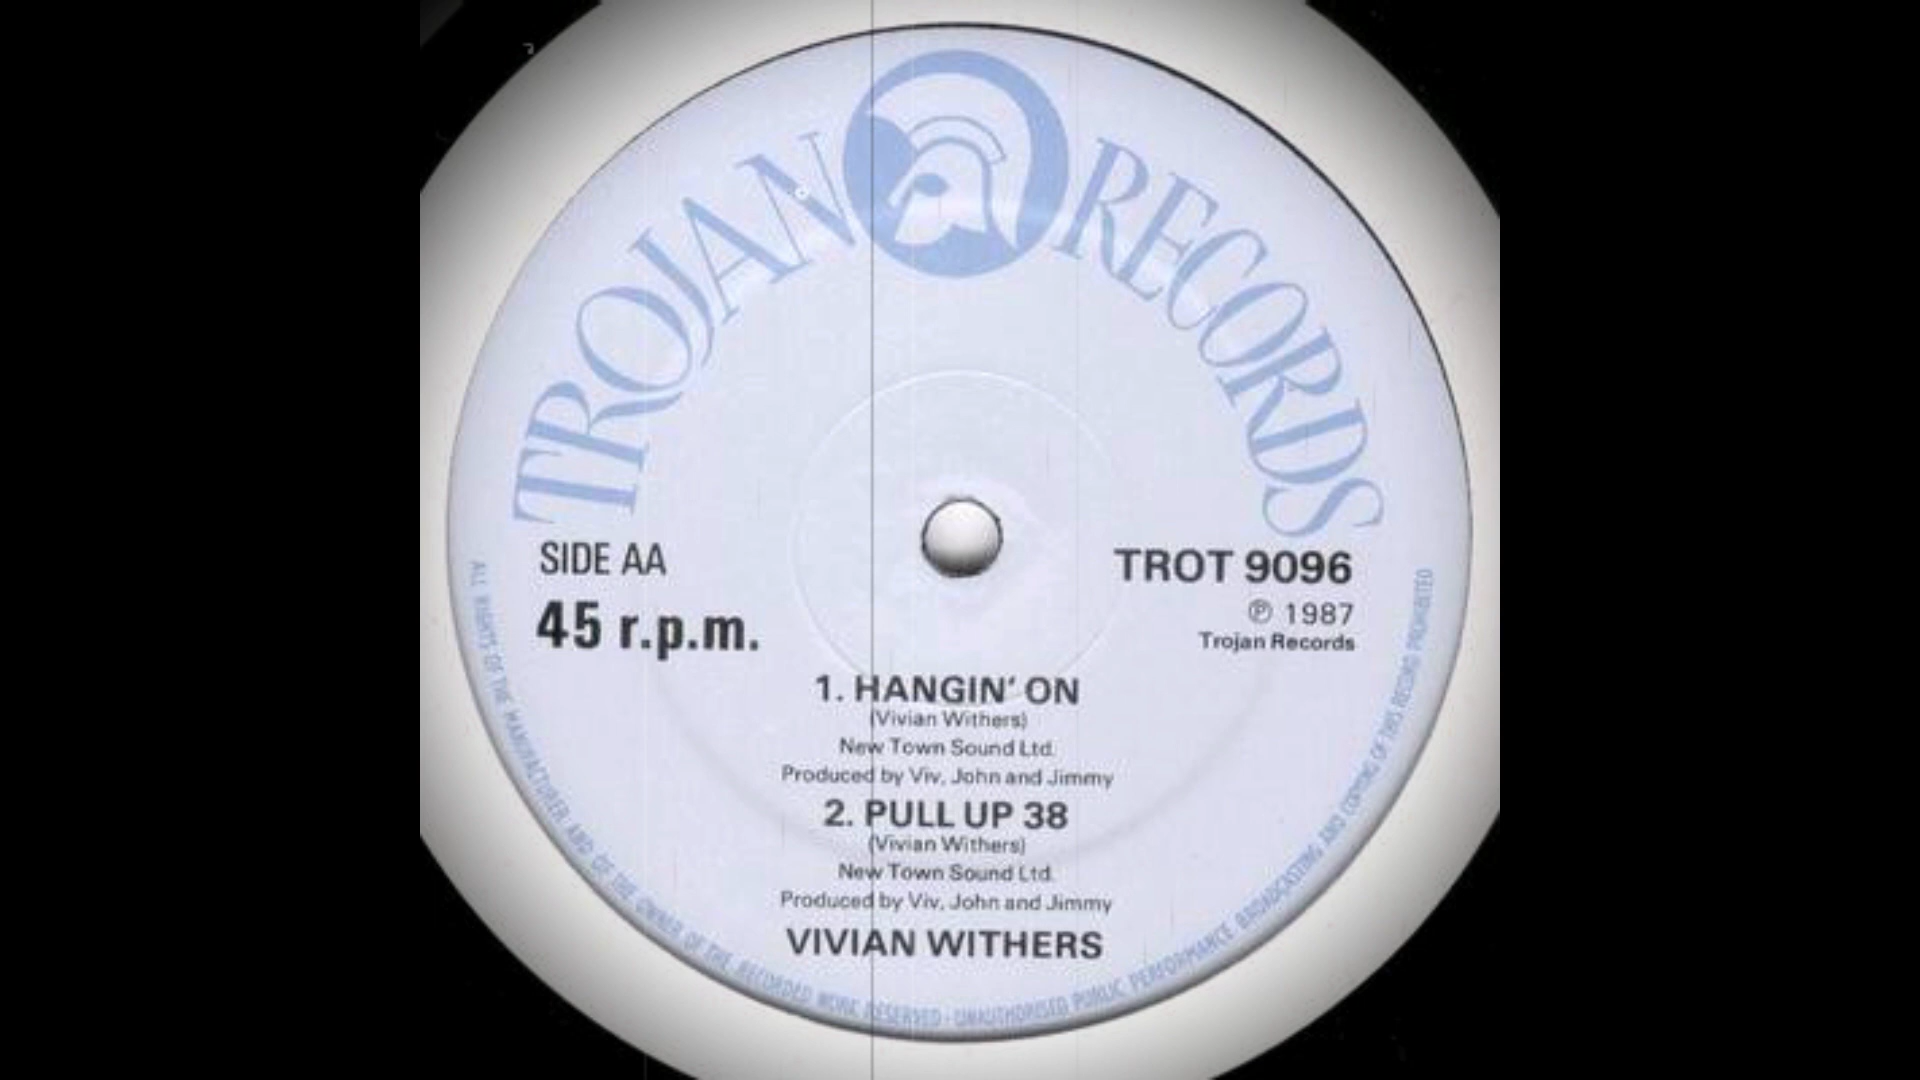 TROJAN RECORDS
SIDE AA
45 r.p.m.
TROT 9096
℗ 1987
Trojan Records
1. HANGIN' ON
(Vivian Withers)
New Town Sound Ltd.
Produced by Viv, John and Jimmy
2. PULL UP 38
(Vivian Withers)
New Town Sound Ltd.
Produced by Viv, John and Jimmy
VIVIAN WITHERS
ALL RIGHTS OF THE MANUFACTURER AND OF THE OWNER OF THE RECORDED WORK RESERVED · UNAUTHORISED PUBLIC PERFORMANCE BROADCASTING AND COPYING OF THIS RECORD PROHIBITED